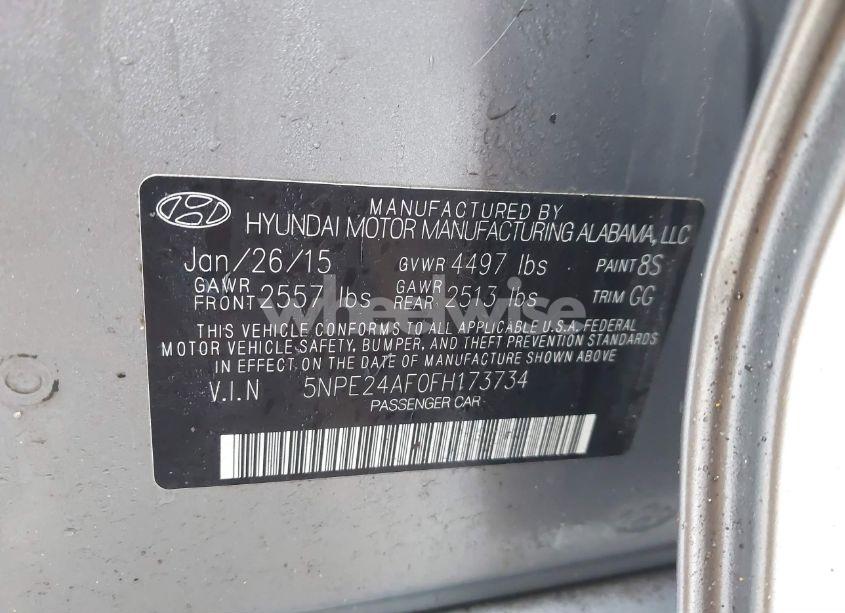 MANUFACTURED BY
HYUNDAI MOTOR MANUFACTURING ALABAMA, LLC
Jan/26/15 GVWR 4497 lbs PAINT 8S
GAWR FRONT 2557 lbs GAWR REAR 2513 lbs TRIM GG
wheelwise
THIS VEHICLE CONFORMS TO ALL APPLICABLE U.S.A. FEDERAL
MOTOR VEHICLE SAFETY, BUMPER, AND THEFT PREVENTION STANDARDS
IN EFFECT ON THE DATE OF MANUFACTURE SHOWN ABOVE
V.I.N 5NPE24AF0FH173734
PASSENGER CAR